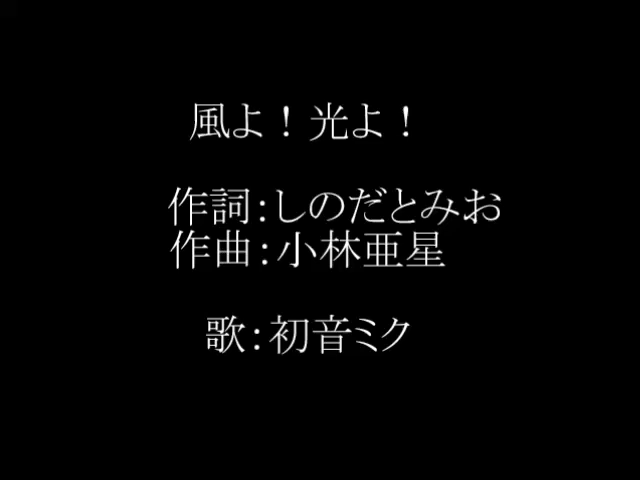 風よ！光よ！
作詞：しのだとみお
作曲：小林亜星
歌：初音ミク